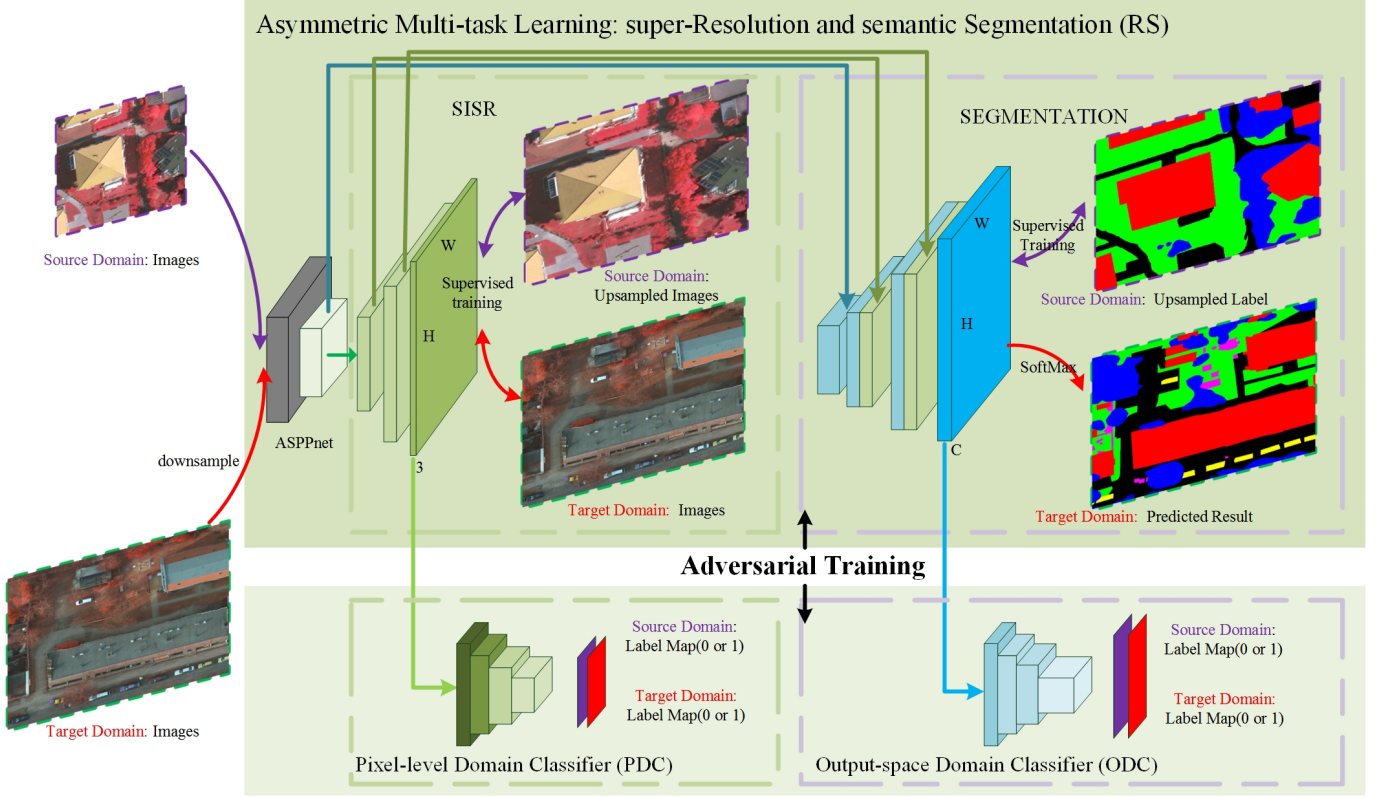 Asymmetric Multi-task Learning: super-Resolution and semantic Segmentation (RS)
SISR
SEGMENTATION
Source Domain: Images
W
H
3
Supervised
training
Source Domain:
Upsampled Images
W
H
C
Supervised
Training
Source Domain: Upsampled Label
SoftMax
ASPPnet
downsample
Target Domain: Images
Target Domain: Predicted Result
Adversarial Training
Target Domain: Images
Source Domain:
Label Map(0 or 1)
Target Domain:
Label Map(0 or 1)
Pixel-level Domain Classifier (PDC)
Source Domain:
Label Map(0 or 1)
Target Domain:
Label Map(0 or 1)
Output-space Domain Classifier (ODC)